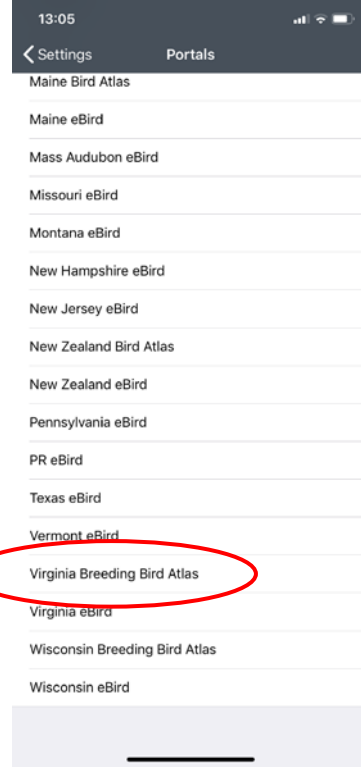 13:05
Settings Portals
Maine Bird Atlas
Maine eBird
Mass Audubon eBird
Missouri eBird
Montana eBird
New Hampshire eBird
New Jersey eBird
New Zealand Bird Atlas
New Zealand eBird
Pennsylvania eBird
PR eBird
Texas eBird
Vermont eBird
Virginia Breeding Bird Atlas
Virginia eBird
Wisconsin Breeding Bird Atlas
Wisconsin eBird